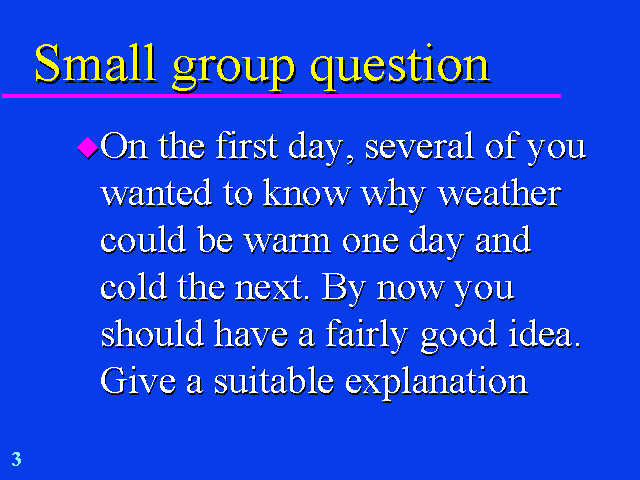 Small group question
On the first day, several of you
wanted to know why weather
could be warm one day and
cold the next. By now you
should have a fairly good idea.
Give a suitable explanation
3